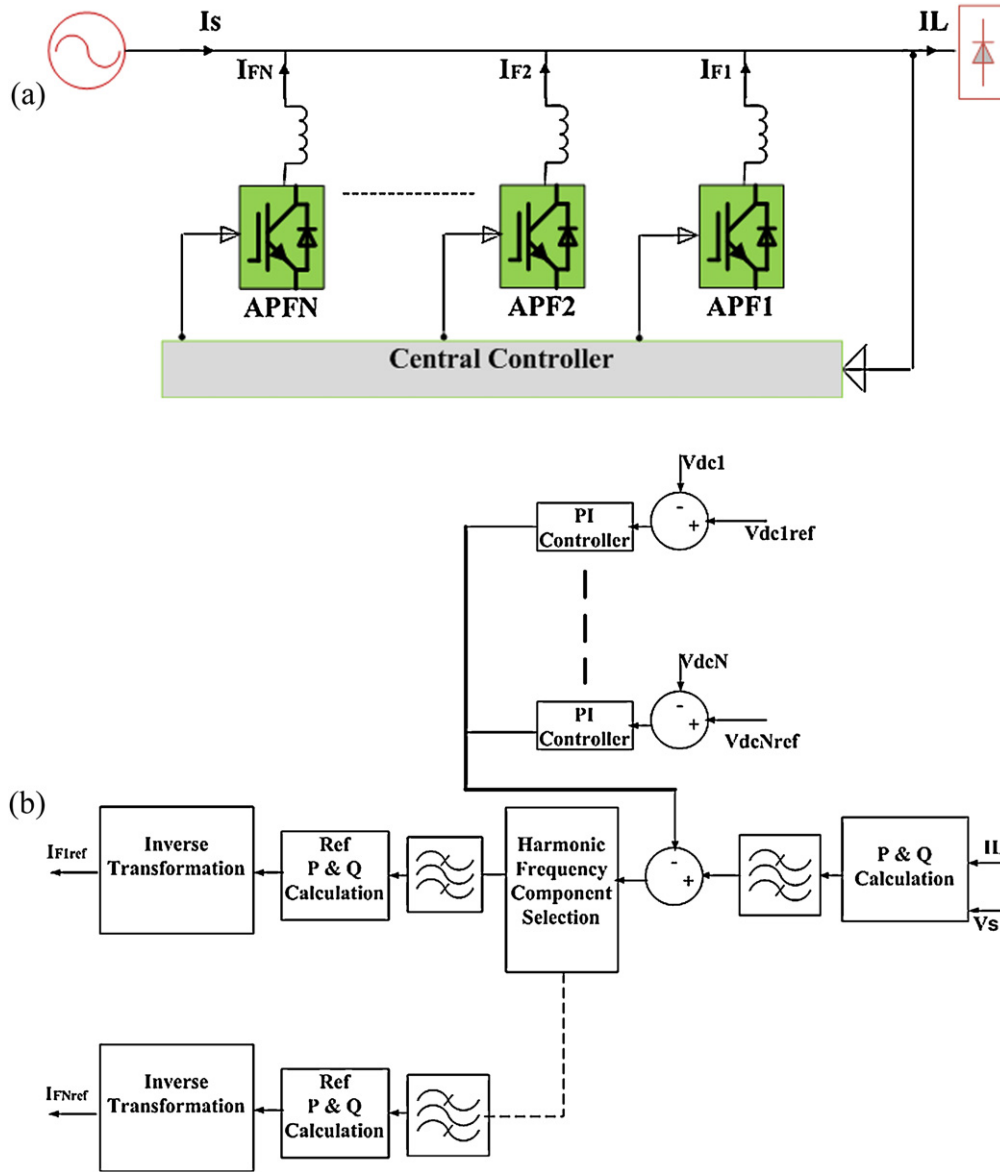 Is
IL
IFN
IF2
IF1
(a)
APFN
APF2
APF1
Central Controller
Vdc1
PI
Controller
-
+
Vdc1ref
VdcN
PI
Controller
-
+
VdcNref
(b)
IF1ref
Inverse
Transformation
Ref
P & Q
Calculation
Harmonic
Frequency
Component
Selection
-
+
P & Q
Calculation
IL
Vs
IFNref
Inverse
Transformation
Ref
P & Q
Calculation